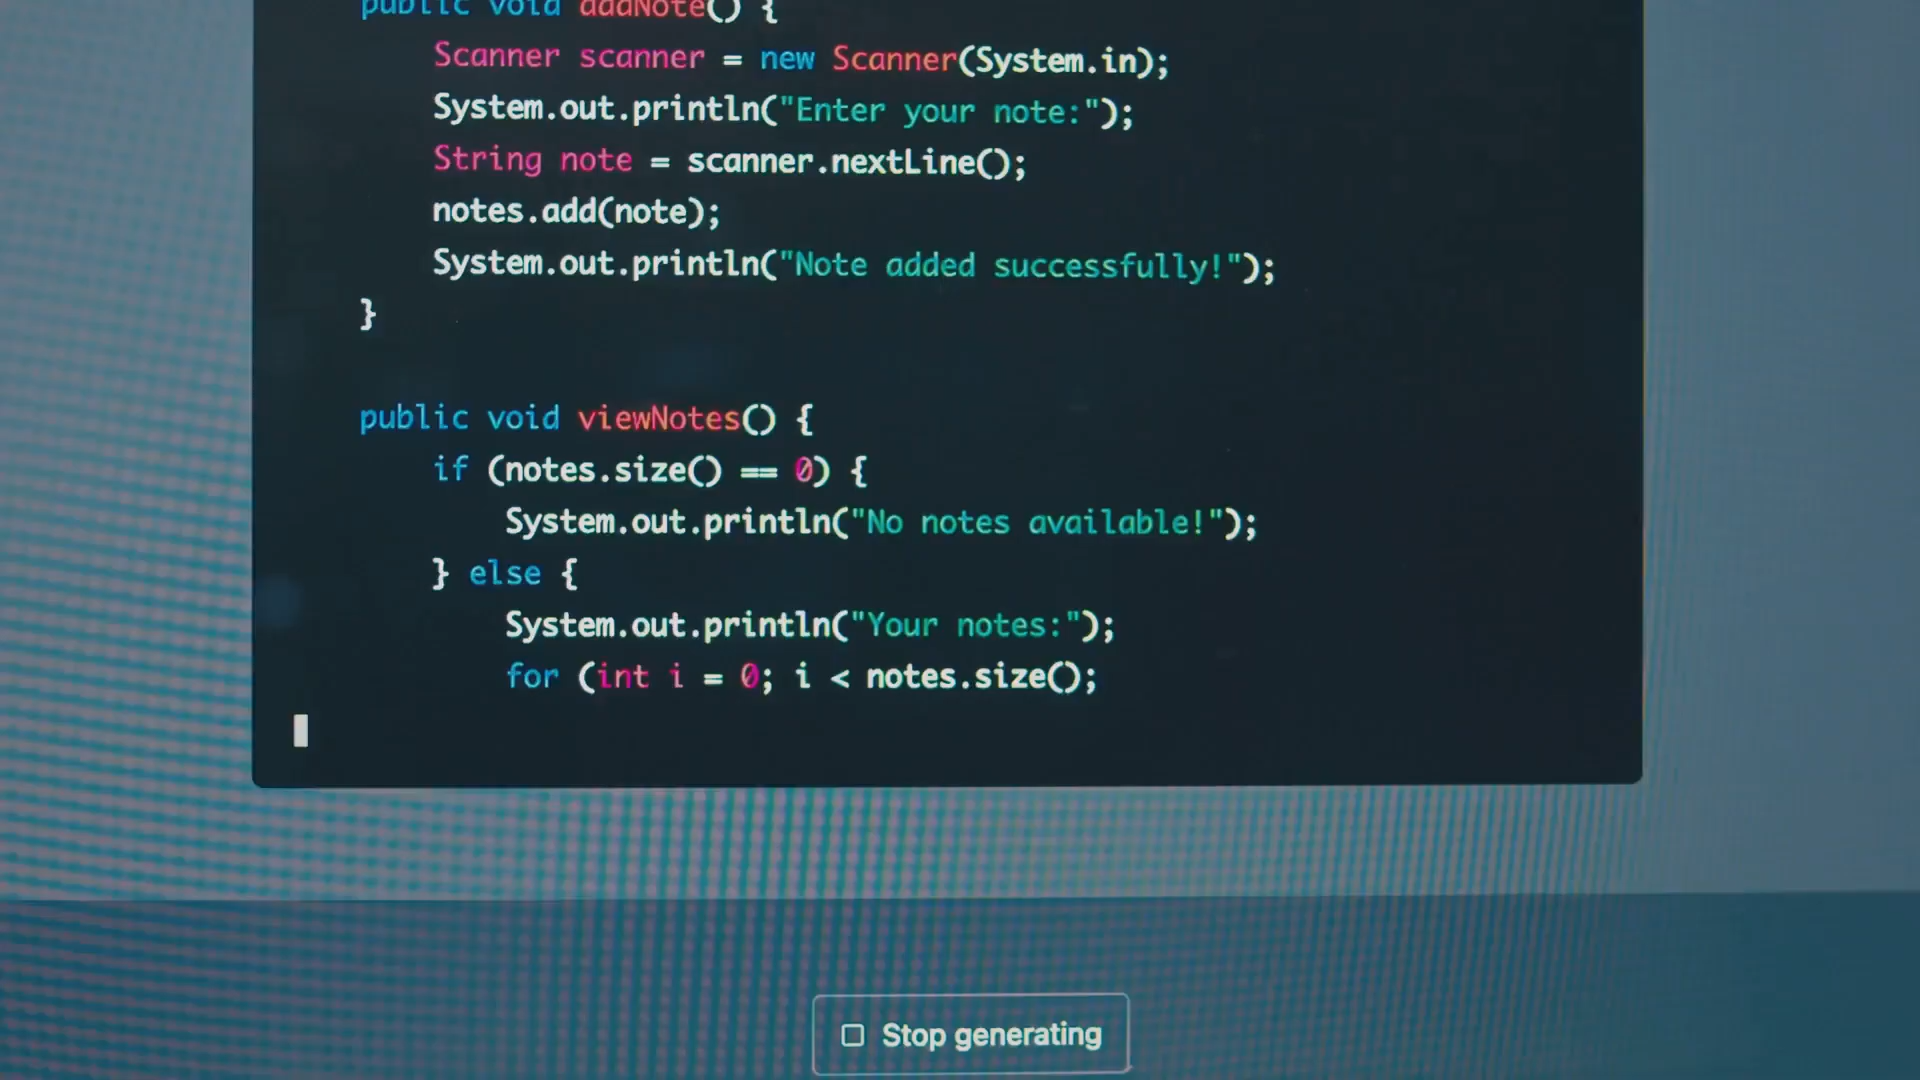 public void addNote() {
Scanner scanner = new Scanner(System.in);
System.out.println("Enter your note:");
String note = scanner.nextLine();
notes.add(note);
System.out.println("Note added successfully!");
}
public void viewNotes() {
if (notes.size() == 0) {
System.out.println("No notes available!");
} else {
System.out.println("Your notes:");
for (int i = 0; i < notes.size();
Stop generating